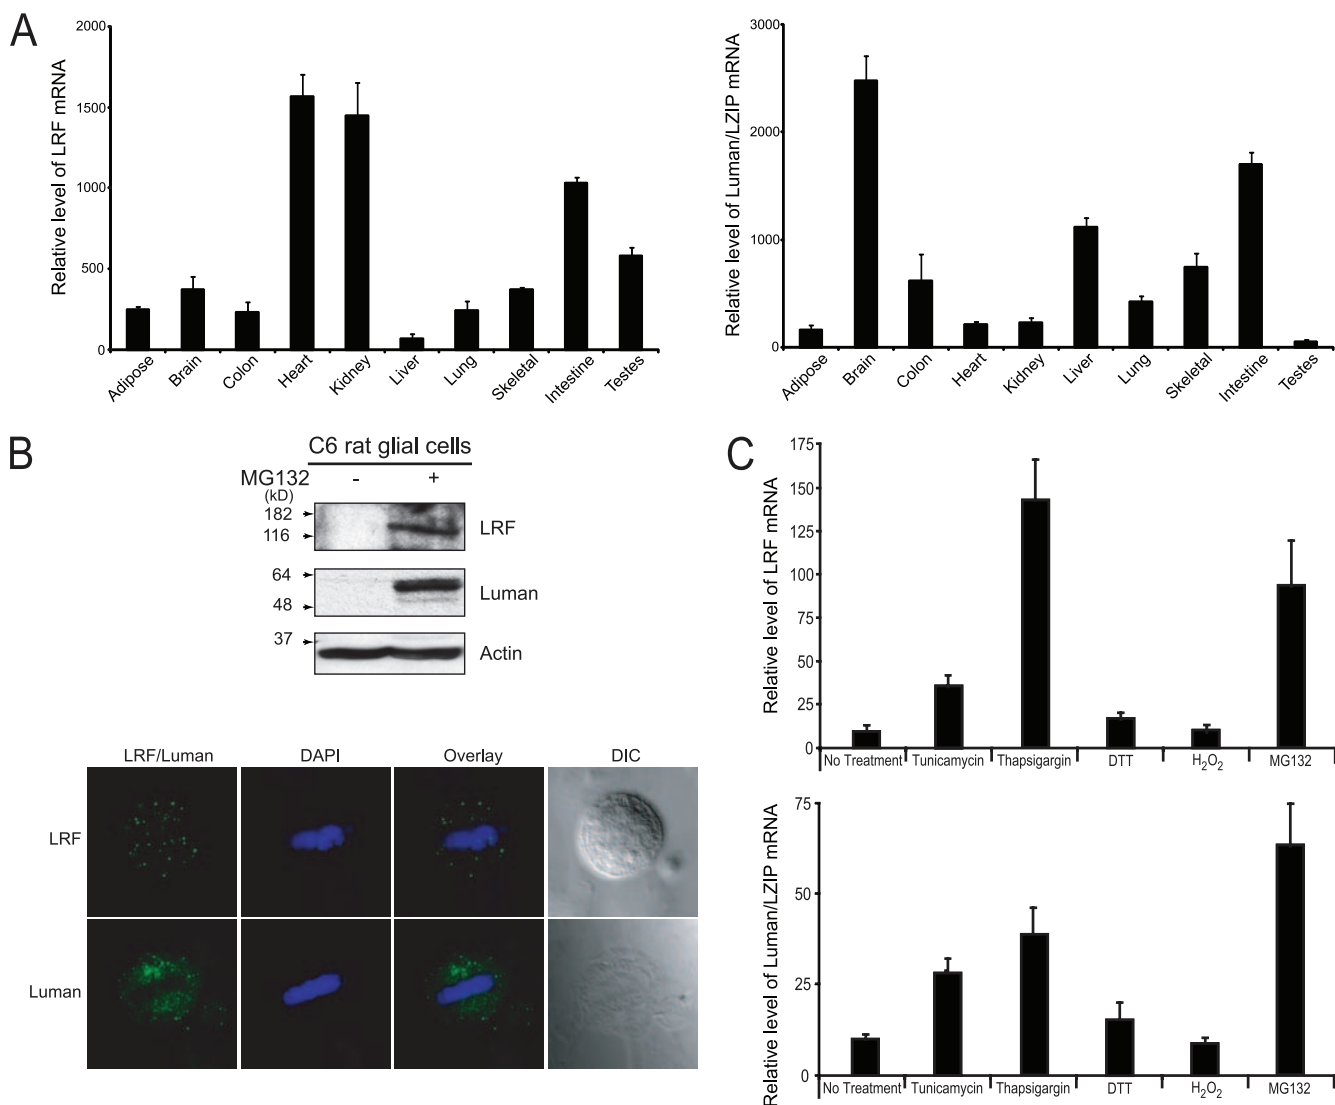 A
Relative level of LRF mRNA
2000
1500
1000
500
0
Adipose
Brain
Colon
Heart
Kidney
Liver
Lung
Skeletal
Intestine
Testes
Relative level of Luman/LZIP mRNA
3000
2000
1000
0
Adipose
Brain
Colon
Heart
Kidney
Liver
Lung
Skeletal
Intestine
Testes
B
C6 rat glial cells
MG132 - +
(kD)
182
116
LRF
64
48
Luman
37
Actin
LRF/Luman DAPI Overlay DIC
LRF
Luman
C
Relative level of LRF mRNA
175
150
125
100
75
50
25
0
No Treatment Tunicamycin Thapsigargin DTT H₂O₂ MG132
Relative level of Luman/LZIP mRNA
75
50
25
0
No Treatment Tunicamycin Thapsigargin DTT H₂O₂ MG132